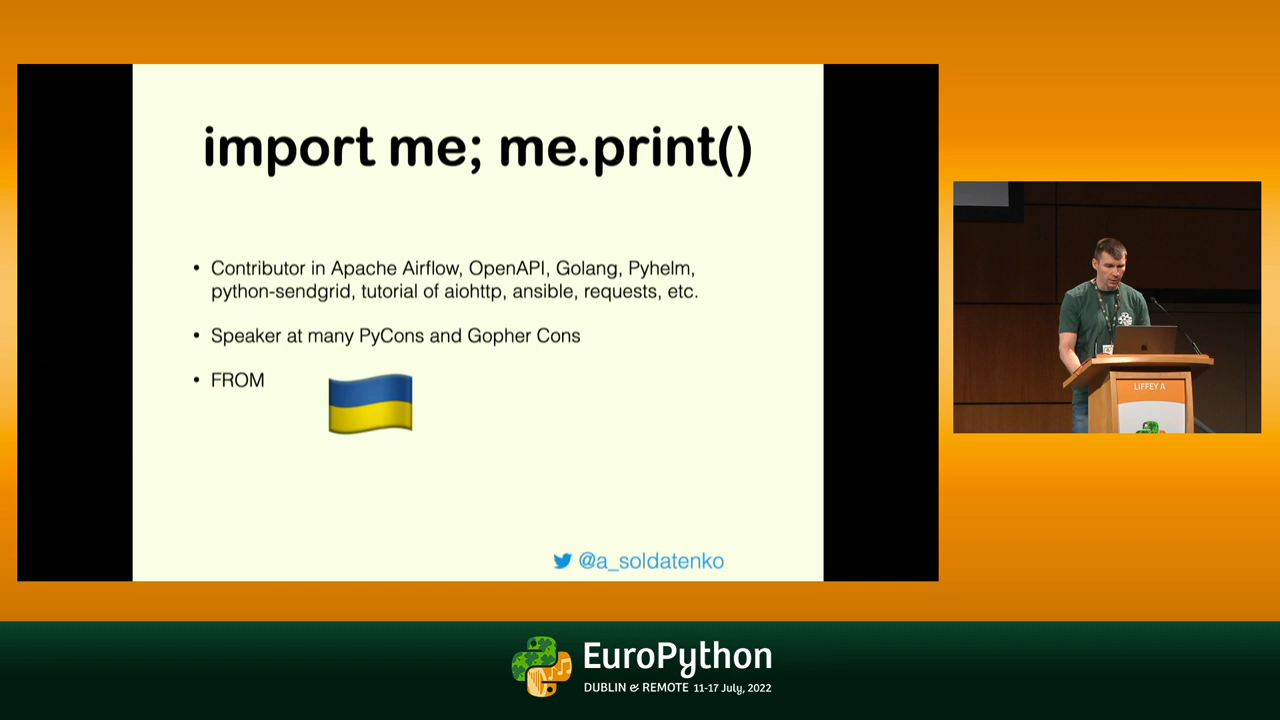 import me; me.print()
• Contributor in Apache Airflow, OpenAPI, Golang, Pyhelm,
python-sendgrid, tutorial of aiohttp, ansible, requests, etc.
• Speaker at many PyCons and Gopher Cons
• FROM
@a_soldatenko
LIFFEY A
EuroPython
DUBLIN & REMOTE 11-17 July, 2022